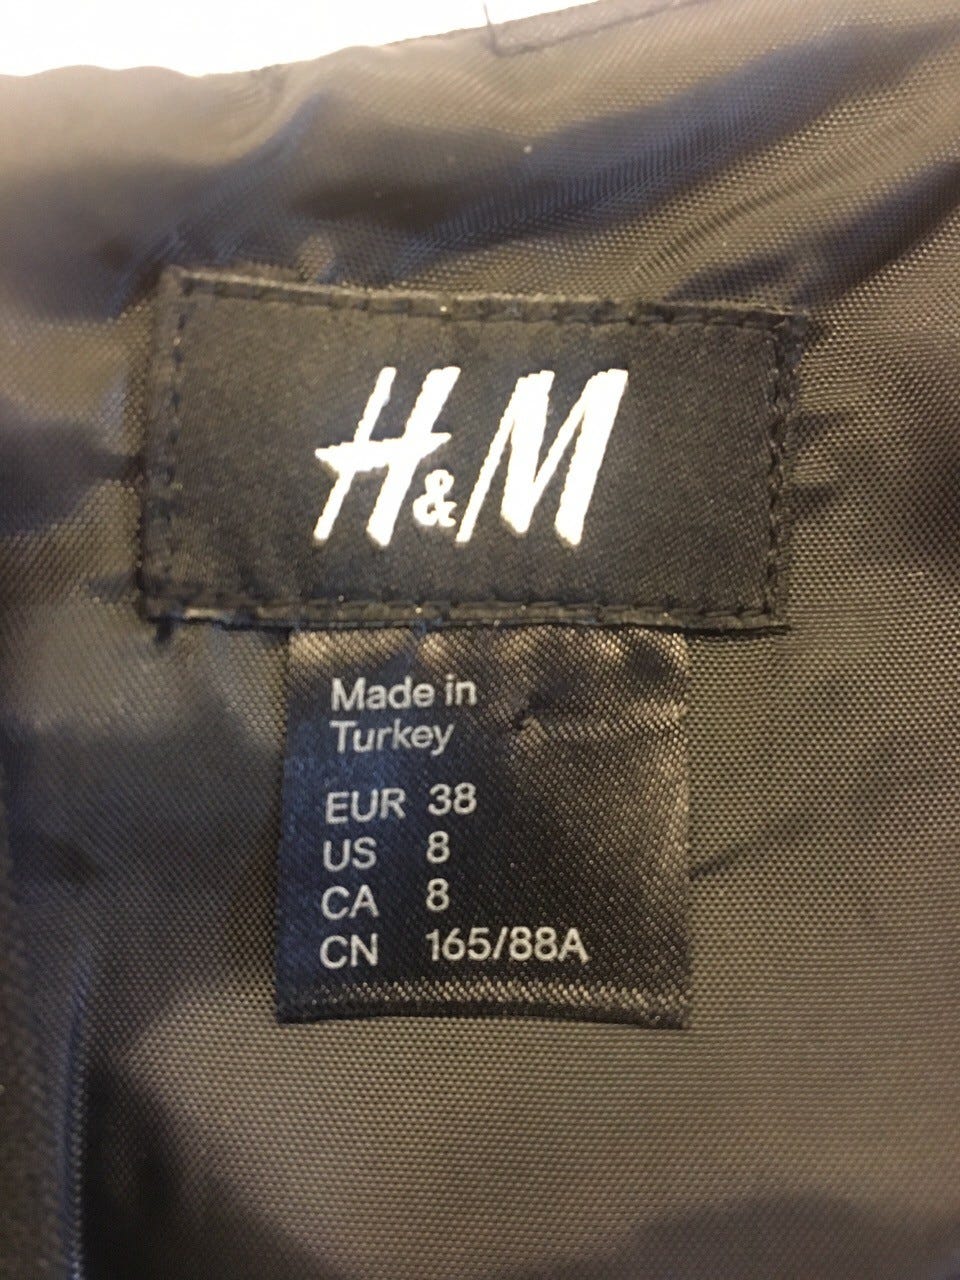 H&M
Made in
Turkey
EUR 38
US 8
CA 8
CN 165/88A